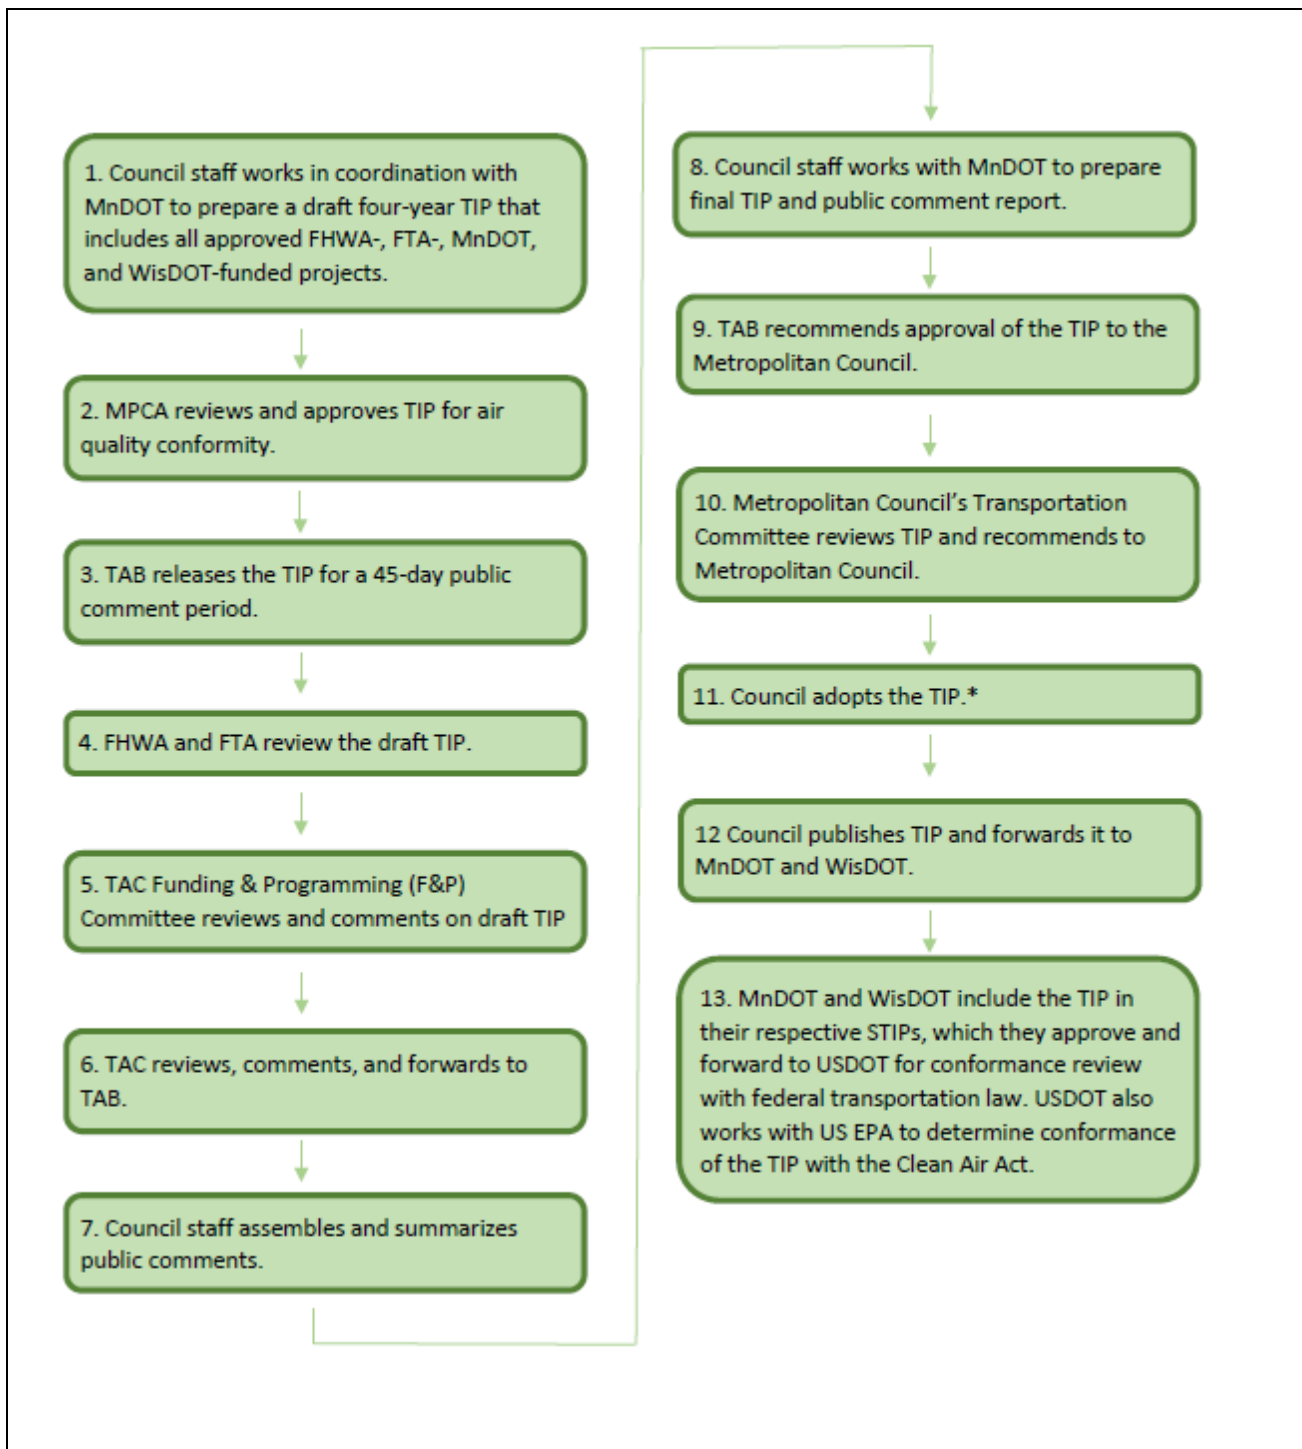 1. Council staff works in coordination with
MnDOT to prepare a draft four-year TIP that
includes all approved FHWA-, FTA-, MnDOT,
and WisDOT-funded projects.
2. MPCA reviews and approves TIP for air
quality conformity.
3. TAB releases the TIP for a 45-day public
comment period.
4. FHWA and FTA review the draft TIP.
5. TAC Funding & Programming (F&P)
Committee reviews and comments on draft TIP
6. TAC reviews, comments, and forwards to
TAB.
7. Council staff assembles and summarizes
public comments.
8. Council staff works with MnDOT to prepare
final TIP and public comment report.
9. TAB recommends approval of the TIP to the
Metropolitan Council.
10. Metropolitan Council’s Transportation
Committee reviews TIP and recommends to
Metropolitan Council.
11. Council adopts the TIP.*
12 Council publishes TIP and forwards it to
MnDOT and WisDOT.
13. MnDOT and WisDOT include the TIP in
their respective STIPs, which they approve and
forward to USDOT for conformance review
with federal transportation law. USDOT also
works with US EPA to determine conformance
of the TIP with the Clean Air Act.